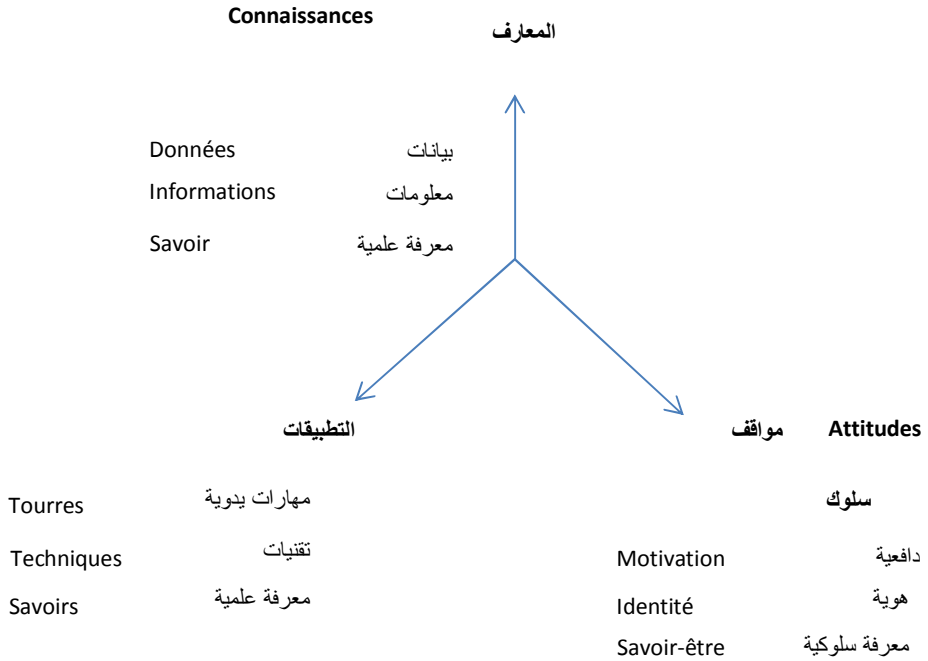 Connaissances المعارف
Données بيانات
Informations معلومات
Savoir معرفة علمية
التطبيقات
مواقف Attitudes
Tourres مهارات يدوية
Techniques تقنيات
Savoirs معرفة علمية
سلوك
Motivation دافعية
Identité هوية
Savoir-être معرفة سلوكية